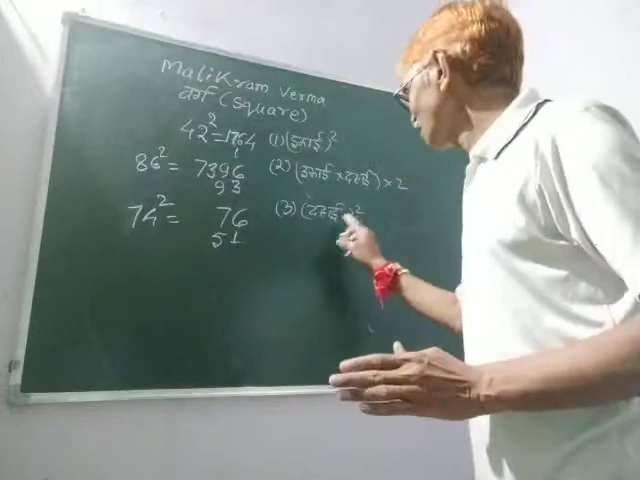 Malikram Verma
वर्ग (square)
42²=1764 (1) (इकाई)²
1
86²= 7396 (2) (इकाई × दहाई) × 2
93
74²= 76 (3) (दहाई)²
51